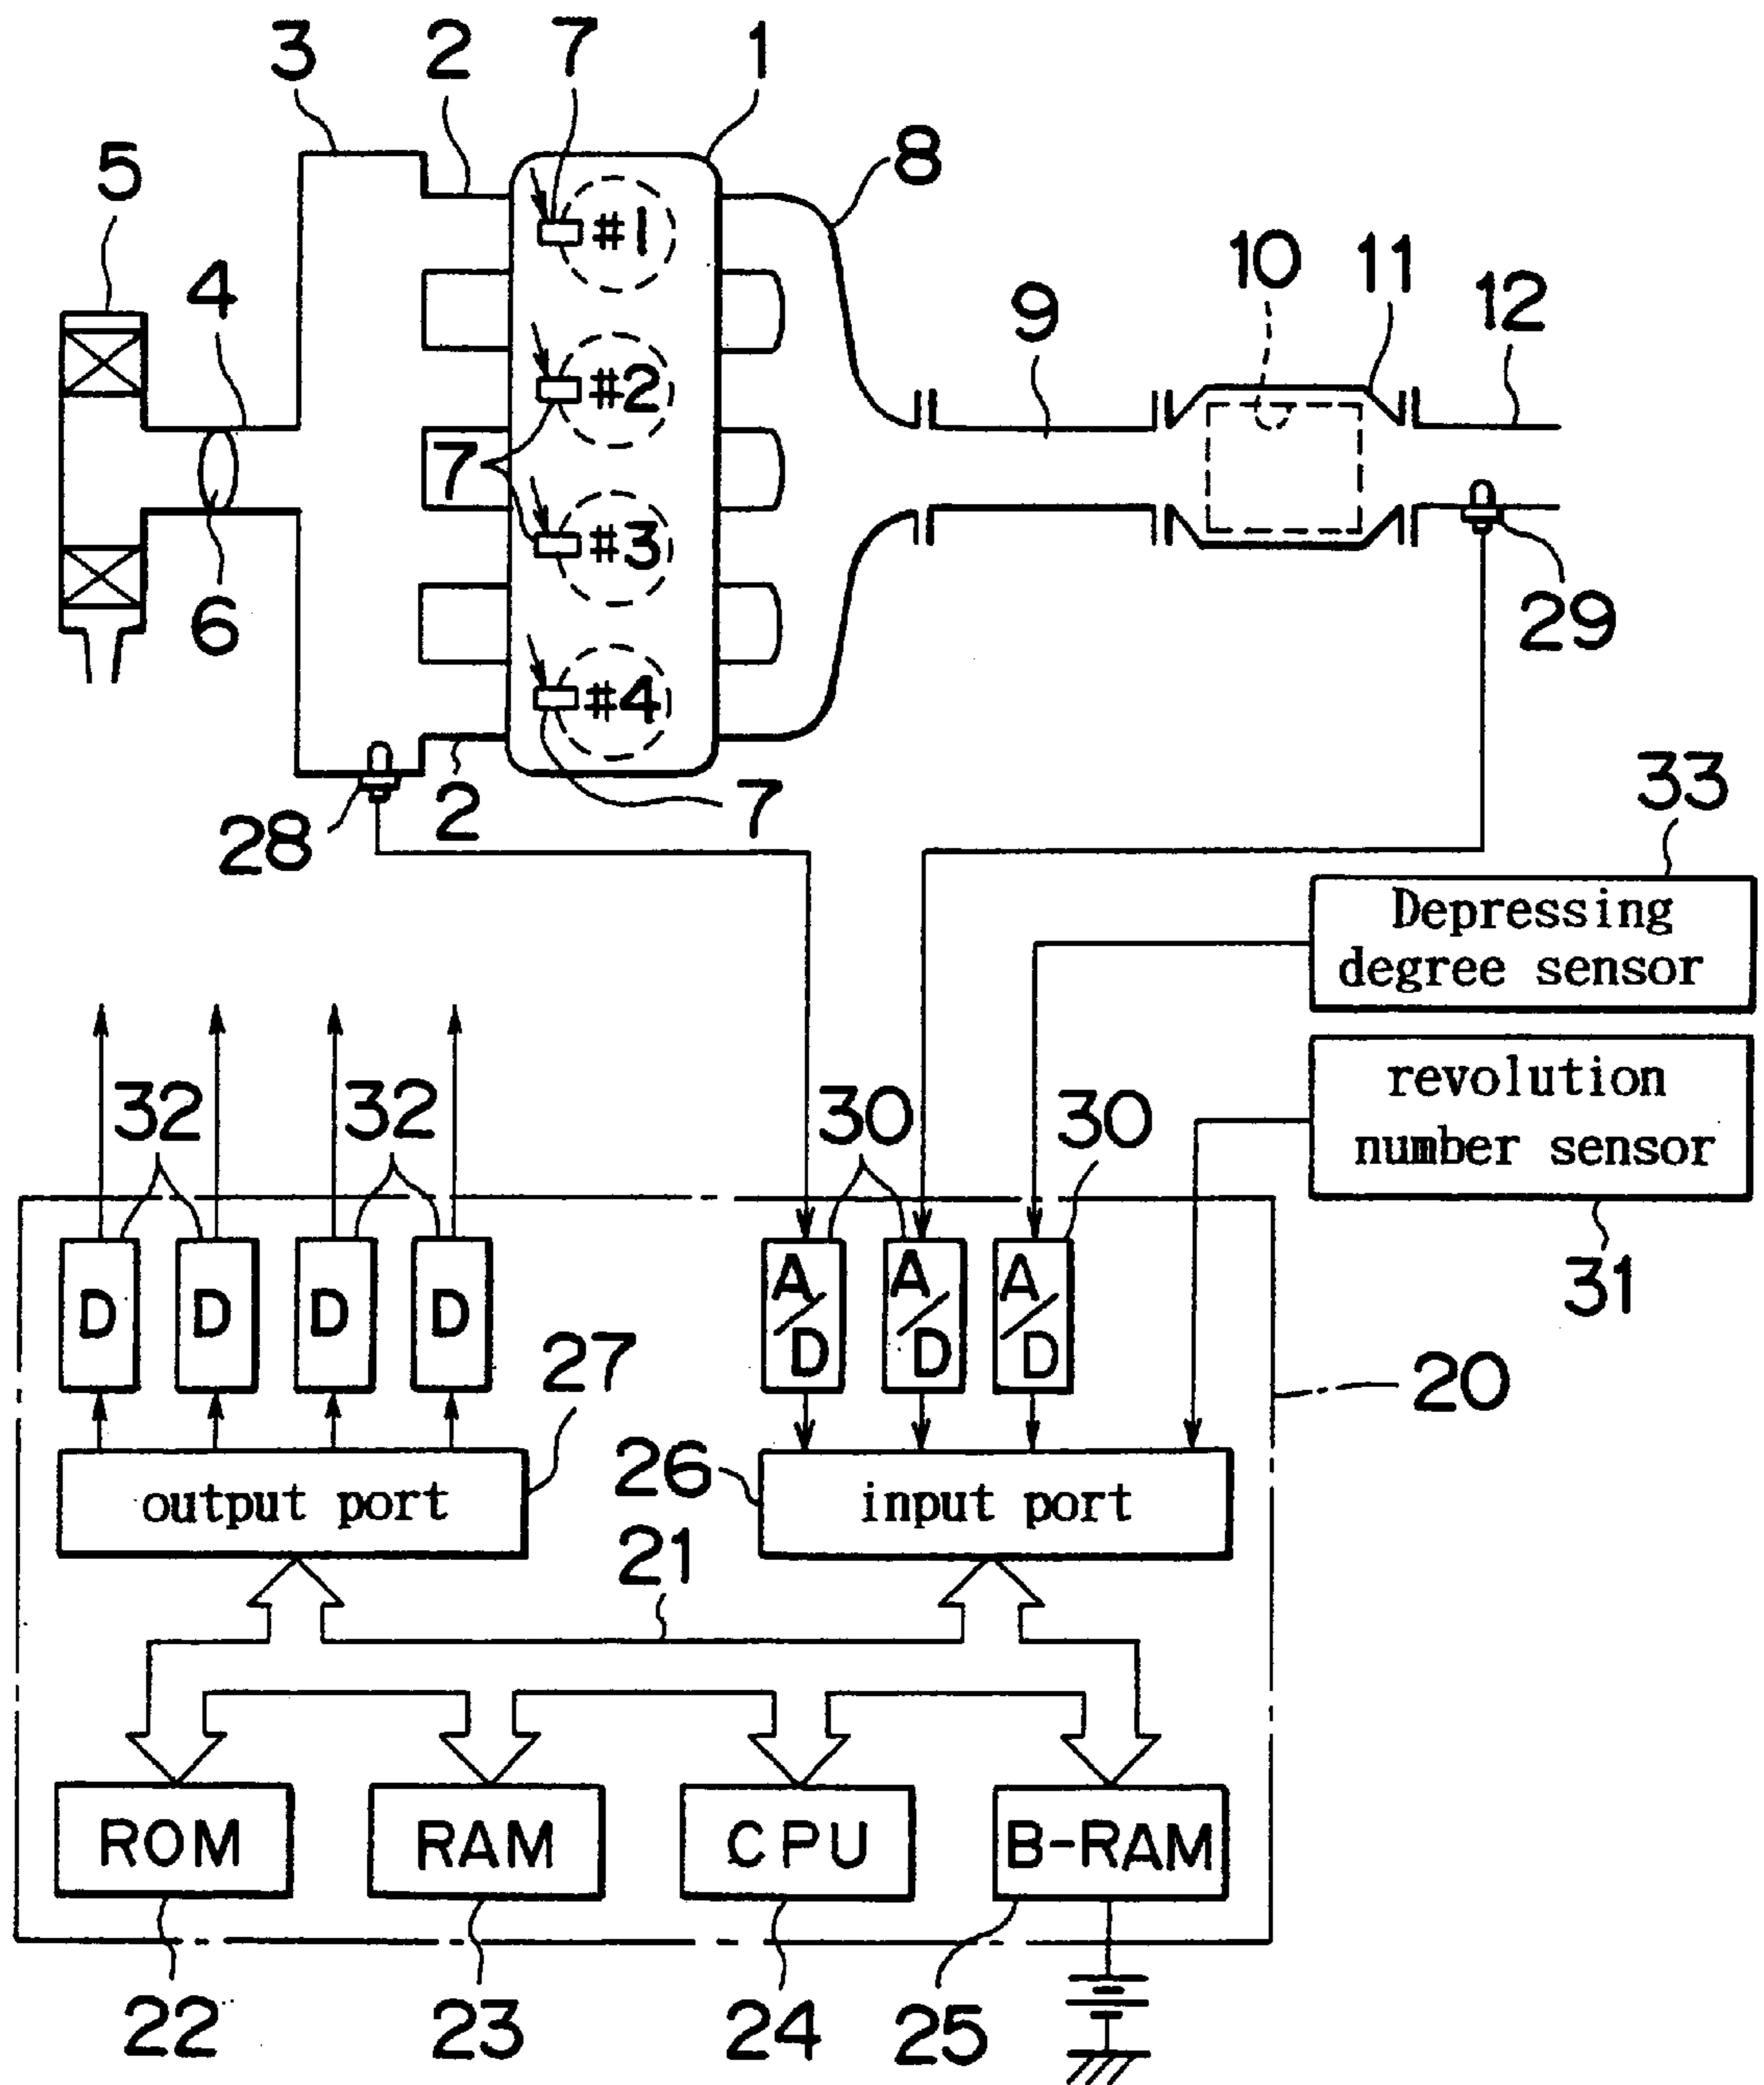 3 2 7 1
5 8
#1
4 10 11 12
9
#2
7
#3
6 29
#4
28 2 7 33
Depressing
degree sensor
32 32 30 30 revolution
number sensor
31
D D D D A/D A/D A/D
27 20
26
output port input port
21
ROM RAM CPU B-RAM
22 23 24 25